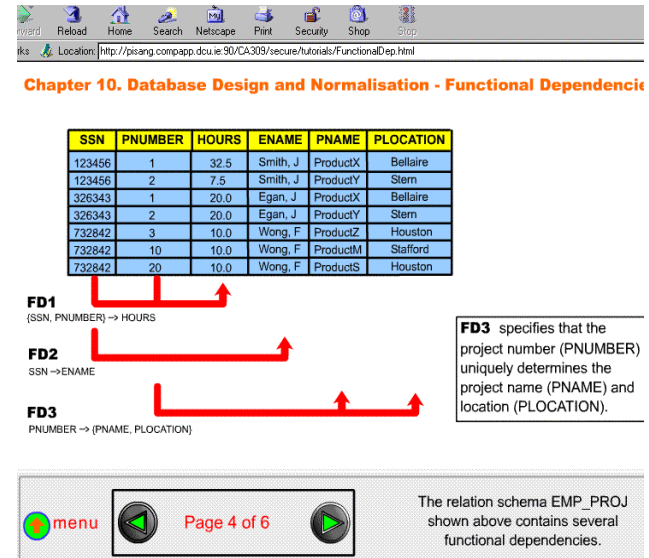 ward Reload Home Search Netscape Print Security Shop Stop
rks Location: http://pisang.compapp.dcu.ie:90/CA309/secure/tutorials/FunctionalDep.html
Chapter 10. Database Design and Normalisation - Functional Dependencie
SSN PNUMBER HOURS ENAME PNAME PLOCATION
123456 1 32.5 Smith, J ProductX Bellaire
123456 2 7.5 Smith, J ProductY Stern
326343 1 20.0 Egan, J ProductX Bellaire
326343 2 20.0 Egan, J ProductY Stern
732842 3 10.0 Wong, F ProductZ Houston
732842 10 10.0 Wong, F ProductM Stafford
732842 20 10.0 Wong, F ProductS Houston
FD1
{SSN, PNUMBER} -> HOURS
FD2
SSN ->ENAME
FD3
PNUMBER -> {PNAME, PLOCATION}
FD3 specifies that the
project number (PNUMBER)
uniquely determines the
project name (PNAME) and
location (PLOCATION).
menu
Page 4 of 6
The relation schema EMP_PROJ
shown above contains several
functional dependencies.